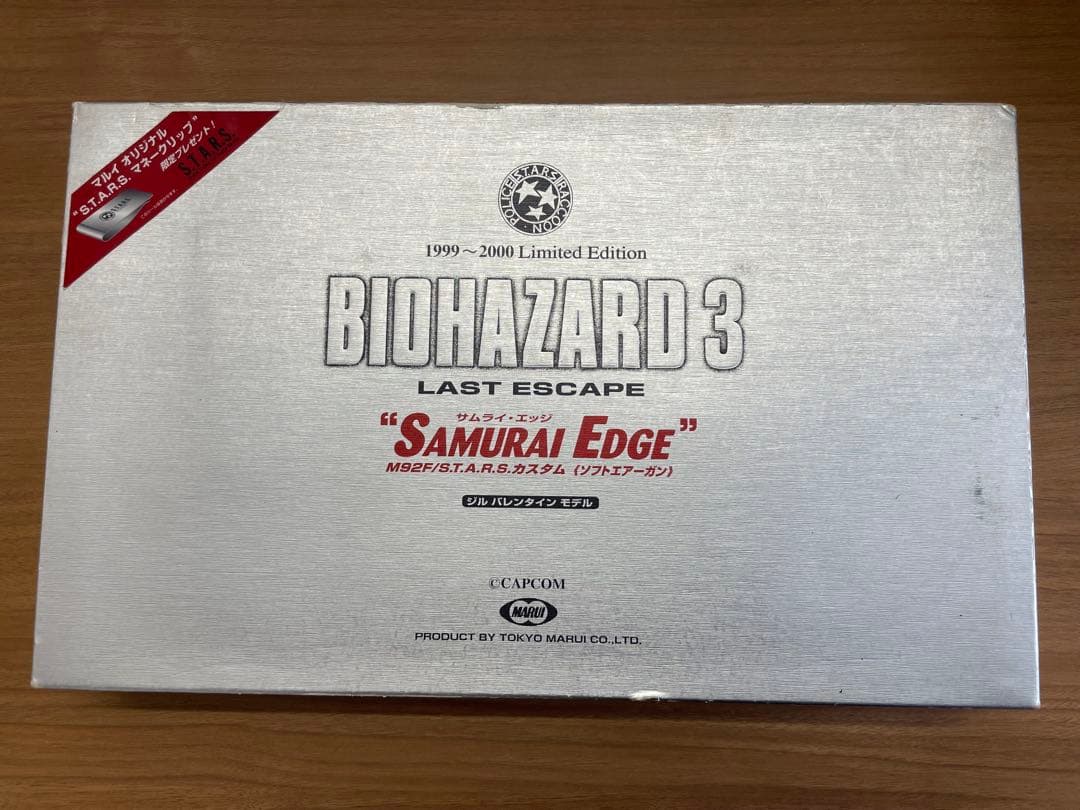 マルイ オリジナル
"S.T.A.R.S. マネークリップ"
限定プレゼント!
S.T.A.R.S.
S.T.A.R.S
POLICE S.T.A.R.S. RACCOON
1999～2000 Limited Edition
BIOHAZARD 3
LAST ESCAPE
サムライ・エッジ
"SAMURAI EDGE"
M92F/S.T.A.R.S.カスタム《ソフトエアーガン》
ジル バレンタイン モデル
©CAPCOM
MARUI
PRODUCT BY TOKYO MARUI CO.,LTD.